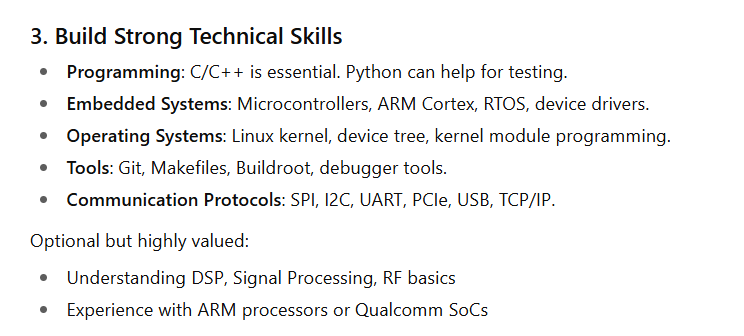 3. Build Strong Technical Skills
• Programming: C/C++ is essential. Python can help for testing.
• Embedded Systems: Microcontrollers, ARM Cortex, RTOS, device drivers.
• Operating Systems: Linux kernel, device tree, kernel module programming.
• Tools: Git, Makefiles, Buildroot, debugger tools.
• Communication Protocols: SPI, I2C, UART, PCIe, USB, TCP/IP.
Optional but highly valued:
• Understanding DSP, Signal Processing, RF basics
• Experience with ARM processors or Qualcomm SoCs